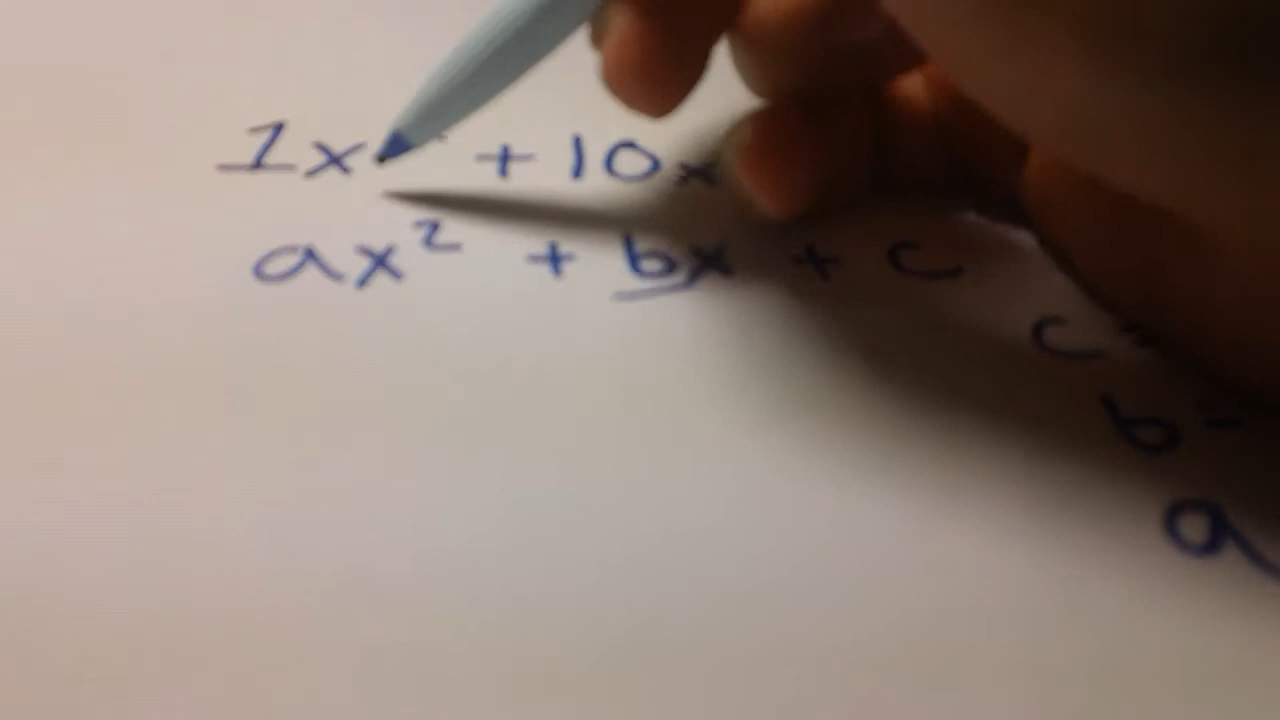 1x + 10x
ax² + bx + c
c
b
a